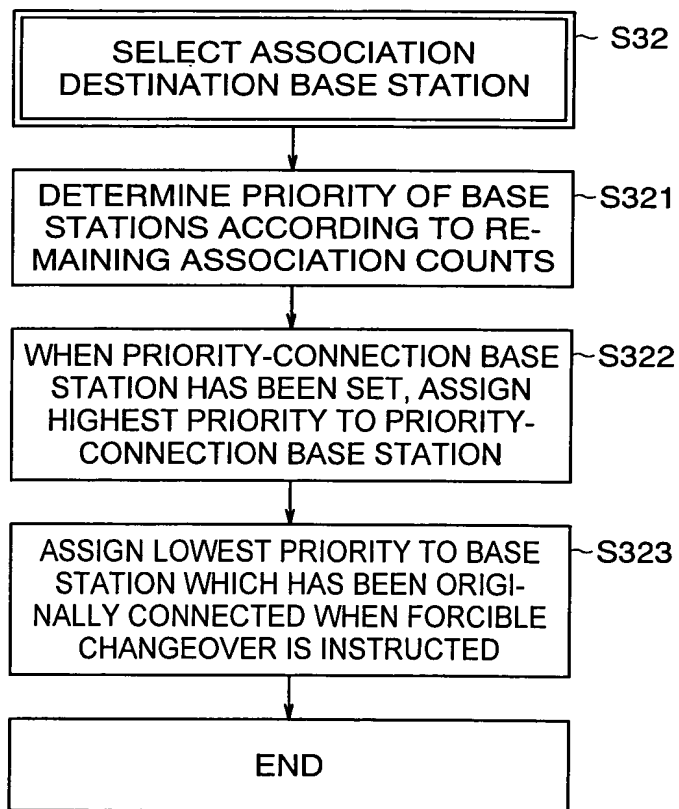 SELECT ASSOCIATION
DESTINATION BASE STATION
S32
DETERMINE PRIORITY OF BASE
STATIONS ACCORDING TO RE-
MAINING ASSOCIATION COUNTS
S321
WHEN PRIORITY-CONNECTION BASE
STATION HAS BEEN SET, ASSIGN
HIGHEST PRIORITY TO PRIORITY-
CONNECTION BASE STATION
S322
ASSIGN LOWEST PRIORITY TO BASE
STATION WHICH HAS BEEN ORIGI-
NALLY CONNECTED WHEN FORCIBLE
CHANGEOVER IS INSTRUCTED
S323
END